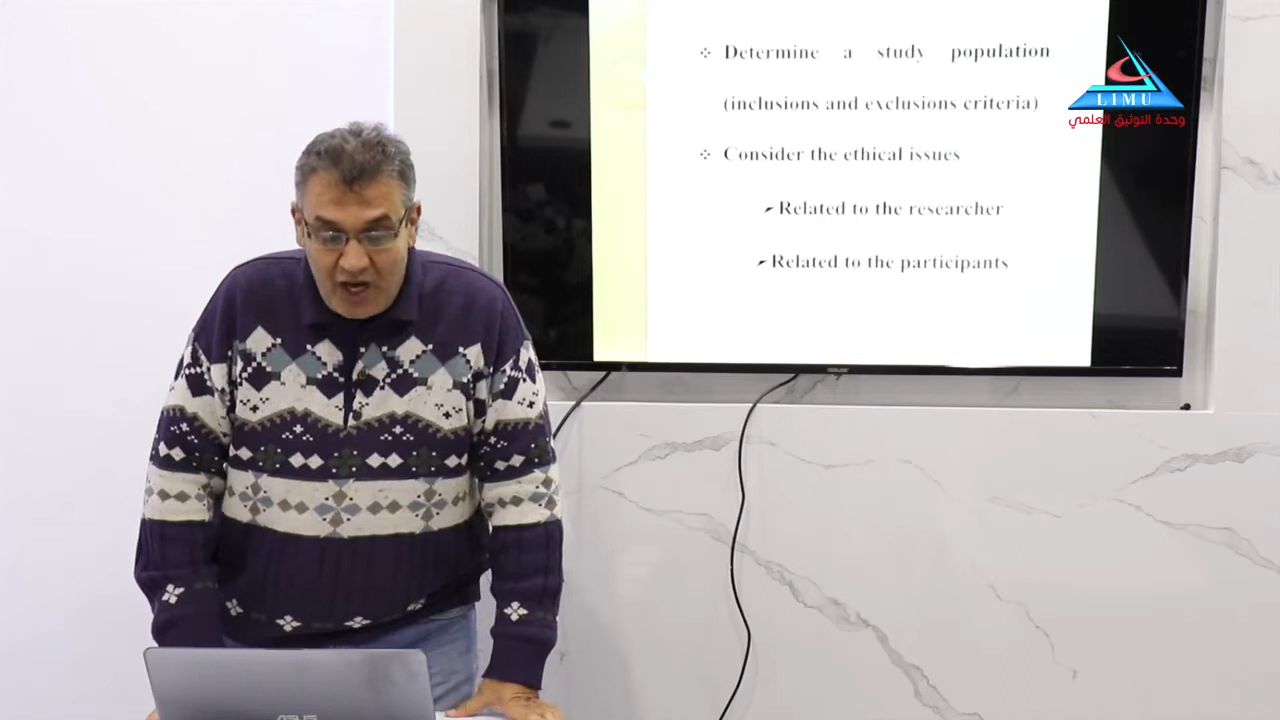 ❖ Determine a study population
(inclusions and exclusions criteria)
❖ Consider the ethical issues
➢Related to the researcher
➢Related to the participants
LIMU
وحدة التوثيق العلمي
ASUS